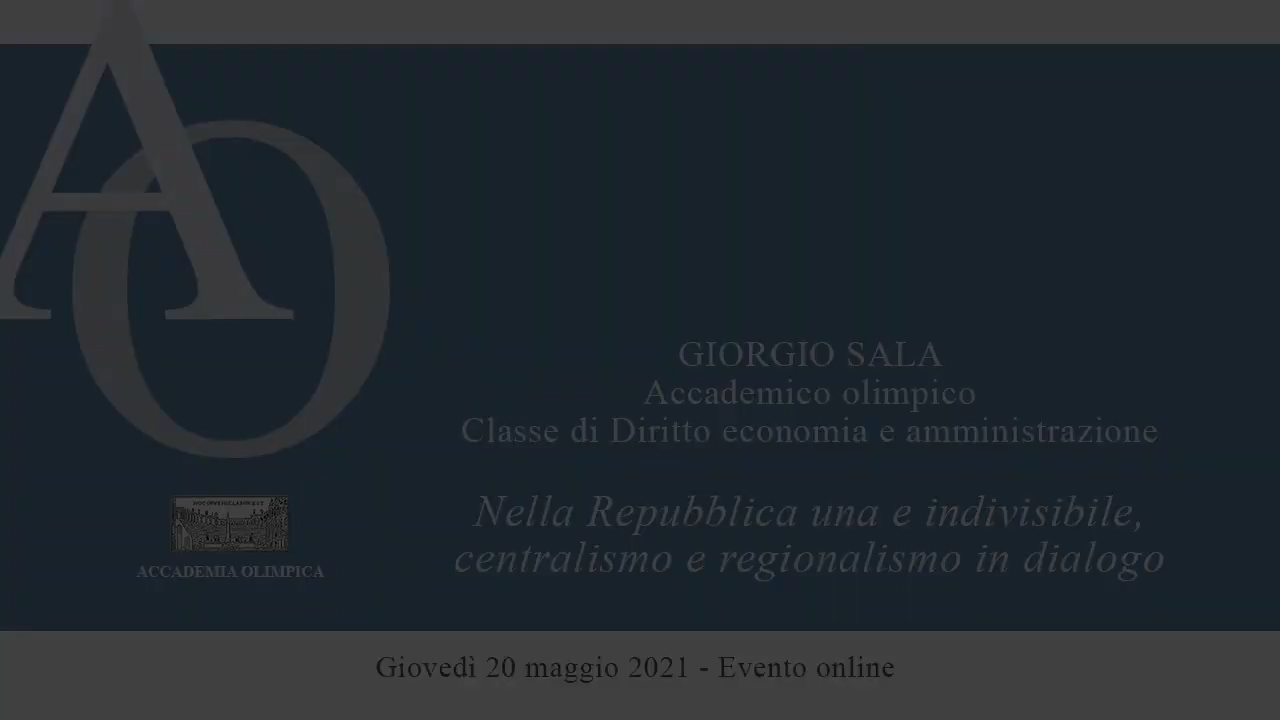 AO
GIORGIO SALA
Accademico olimpico
Classe di Diritto economia e amministrazione
Nella Repubblica una e indivisibile,
centralismo e regionalismo in dialogo
ACCADEMIA OLIMPICA
Giovedì 20 maggio 2021 - Evento online